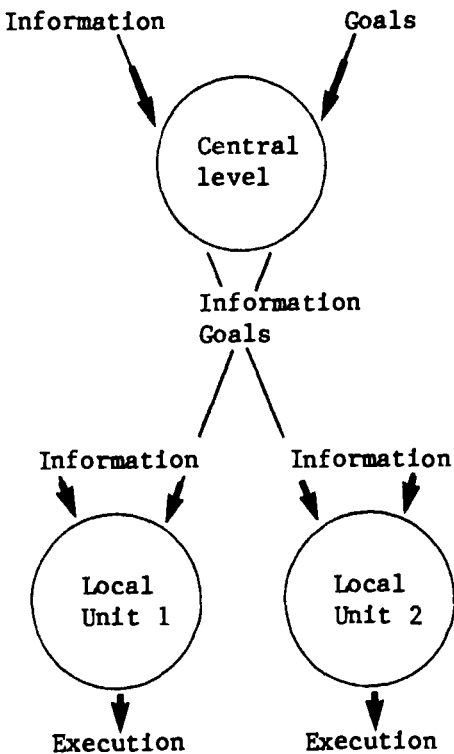 Information Goals
Central
level
Information
Goals
Information Information
Local Local
Unit 1 Unit 2
Execution Execution